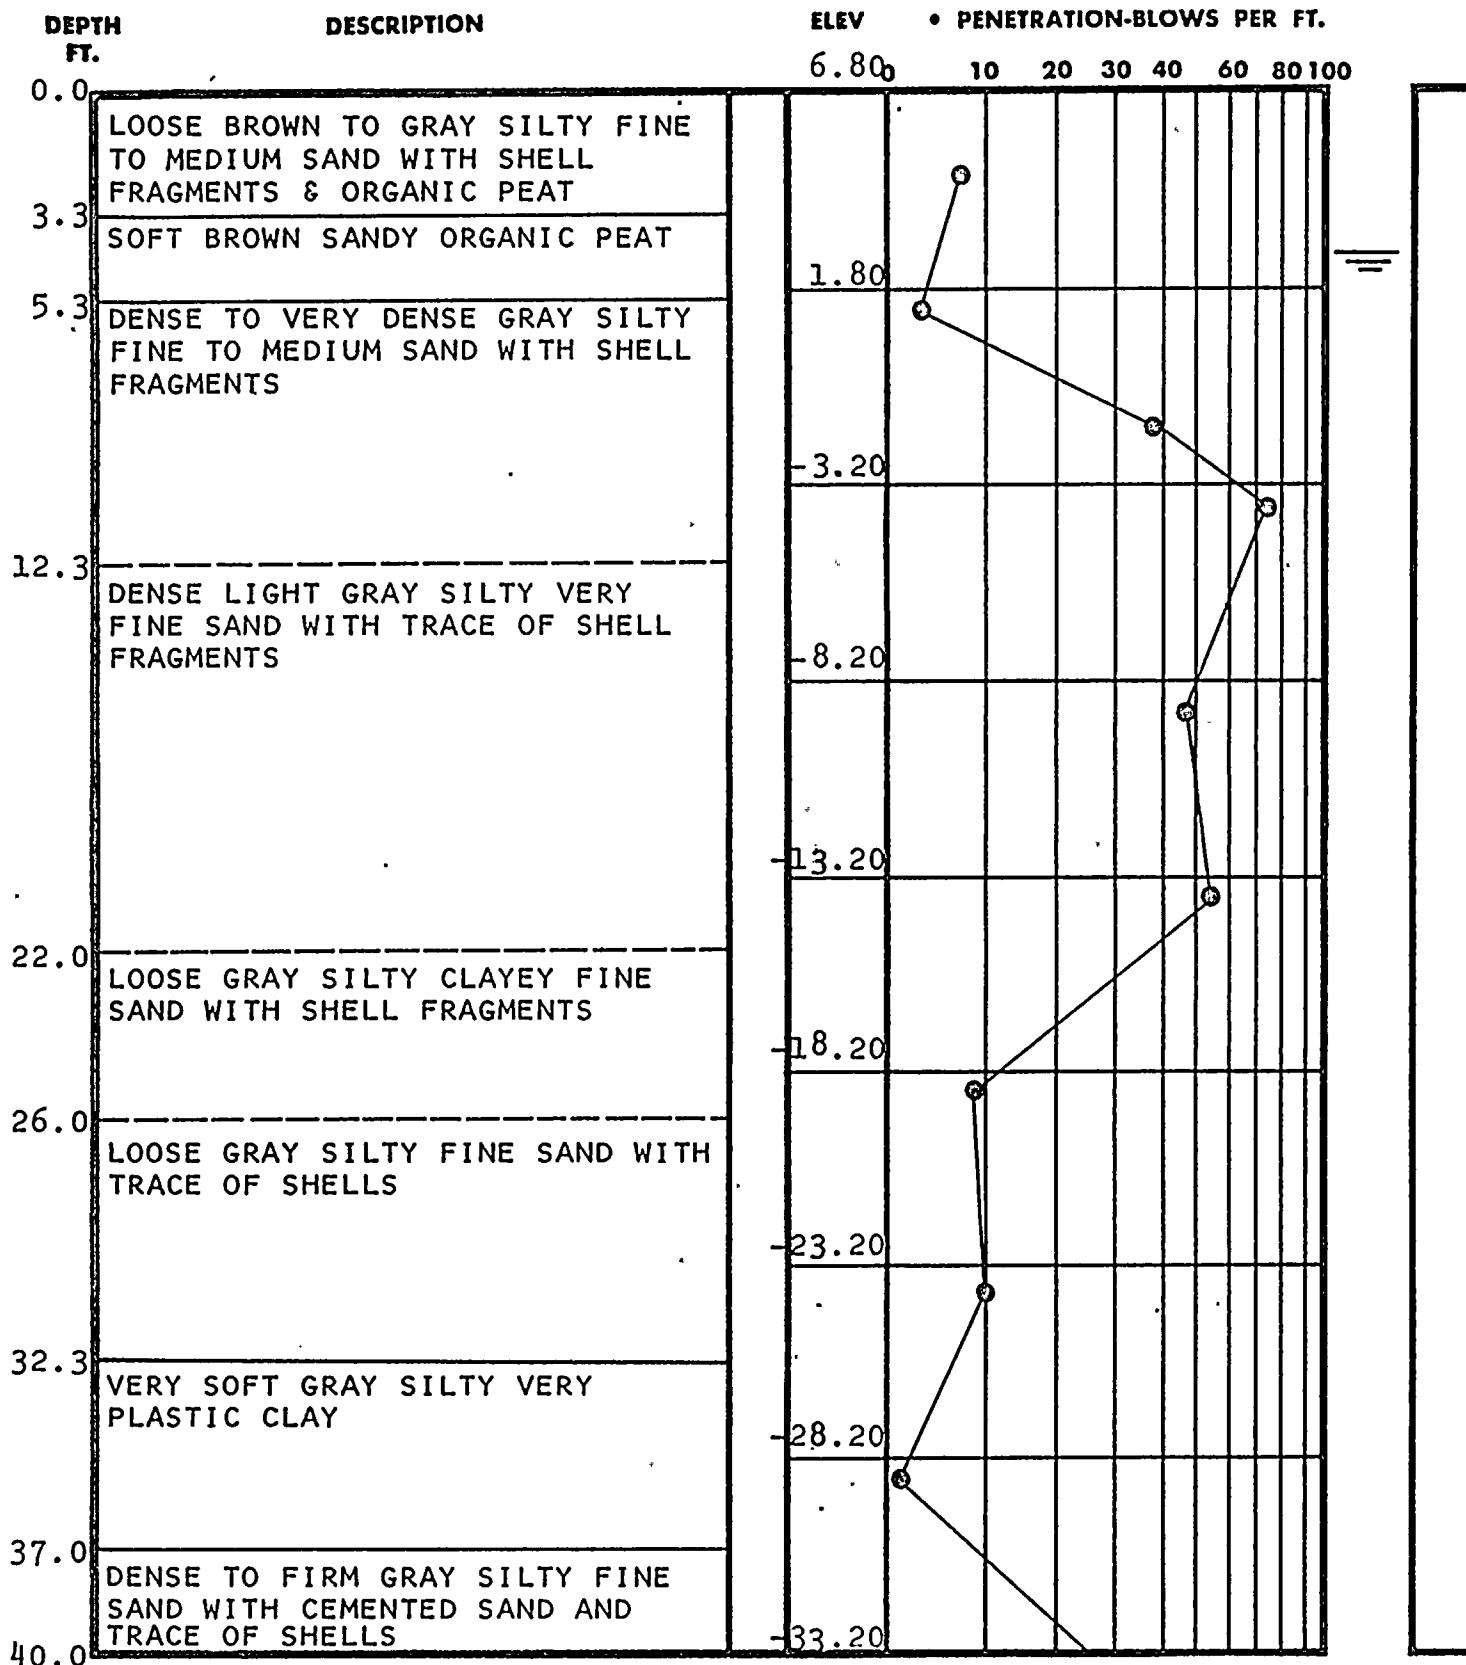 DEPTH FT. DESCRIPTION ELEV • PENETRATION-BLOWS PER FT.
6.80 0 10 20 30 40 60 80 100
0.0
LOOSE BROWN TO GRAY SILTY FINE
TO MEDIUM SAND WITH SHELL
FRAGMENTS & ORGANIC PEAT
3.3
SOFT BROWN SANDY ORGANIC PEAT
1.80
5.3
DENSE TO VERY DENSE GRAY SILTY
FINE TO MEDIUM SAND WITH SHELL
FRAGMENTS
-3.20
12.3
DENSE LIGHT GRAY SILTY VERY
FINE SAND WITH TRACE OF SHELL
FRAGMENTS
-8.20
-13.20
22.0
LOOSE GRAY SILTY CLAYEY FINE
SAND WITH SHELL FRAGMENTS
-18.20
26.0
LOOSE GRAY SILTY FINE SAND WITH
TRACE OF SHELLS
-23.20
32.3
VERY SOFT GRAY SILTY VERY
PLASTIC CLAY
-28.20
37.0
DENSE TO FIRM GRAY SILTY FINE
SAND WITH CEMENTED SAND AND
TRACE OF SHELLS
-33.20
40.0